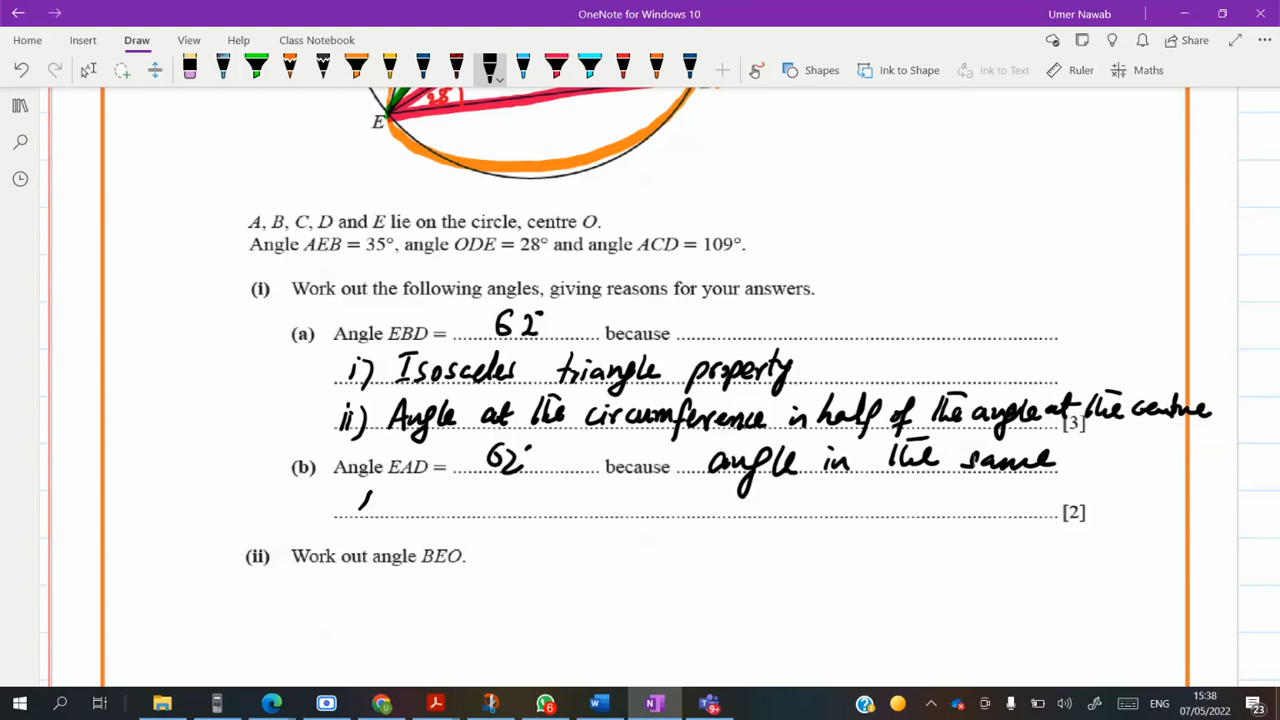 OneNote for Windows 10
Umer Nawab
Home Insert Draw View Help Class Notebook
Share
Shapes Ink to Shape Ink to Text Ruler Maths
28
E
A, B, C, D and E lie on the circle, centre O.
Angle AEB = 35°, angle ODE = 28° and angle ACD = 109°.
(i) Work out the following angles, giving reasons for your answers.
(a) Angle EBD = 62° because
i) Isosceles triangle property
ii) Angle at the circumference in half of the angle at the centre [3]
(b) Angle EAD = 62° because angle in the same
[2]
(ii) Work out angle BEO.
6
9+
ENG
15:38
07/05/2022
23